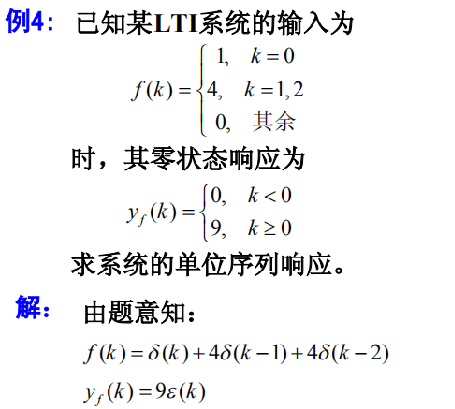 例4: 已知某LTI系统的输入为
f(k) = { 1, k = 0
4, k = 1, 2
0, 其余
时，其零状态响应为
y_f(k) = { 0, k < 0
9, k ≥ 0
求系统的单位序列响应。
解： 由题意知：
f(k) = δ(k) + 4δ(k − 1) + 4δ(k − 2)
y_f(k) = 9ε(k)